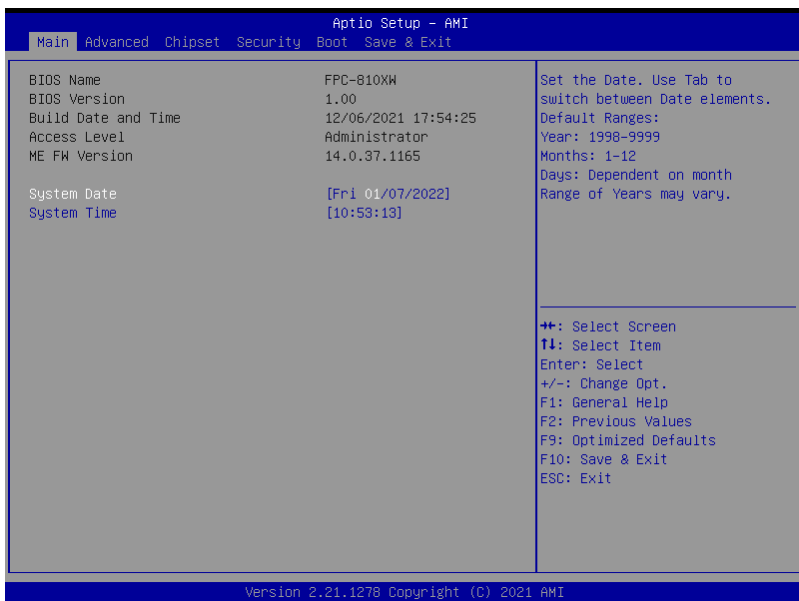 Aptio Setup - AMI
Main Advanced Chipset Security Boot Save & Exit
BIOS Name FPC-810XW
BIOS Version 1.00
Build Date and Time 12/06/2021 17:54:25
Access Level Administrator
ME FW Version 14.0.37.1165
System Date [Fri 01/07/2022]
System Time [10:53:13]
Set the Date. Use Tab to
switch between Date elements.
Default Ranges:
Year: 1998-9999
Months: 1-12
Days: Dependent on month
Range of Years may vary.
→←: Select Screen
↑↓: Select Item
Enter: Select
+/-: Change Opt.
F1: General Help
F2: Previous Values
F9: Optimized Defaults
F10: Save & Exit
ESC: Exit
Version 2.21.1278 Copyright (C) 2021 AMI